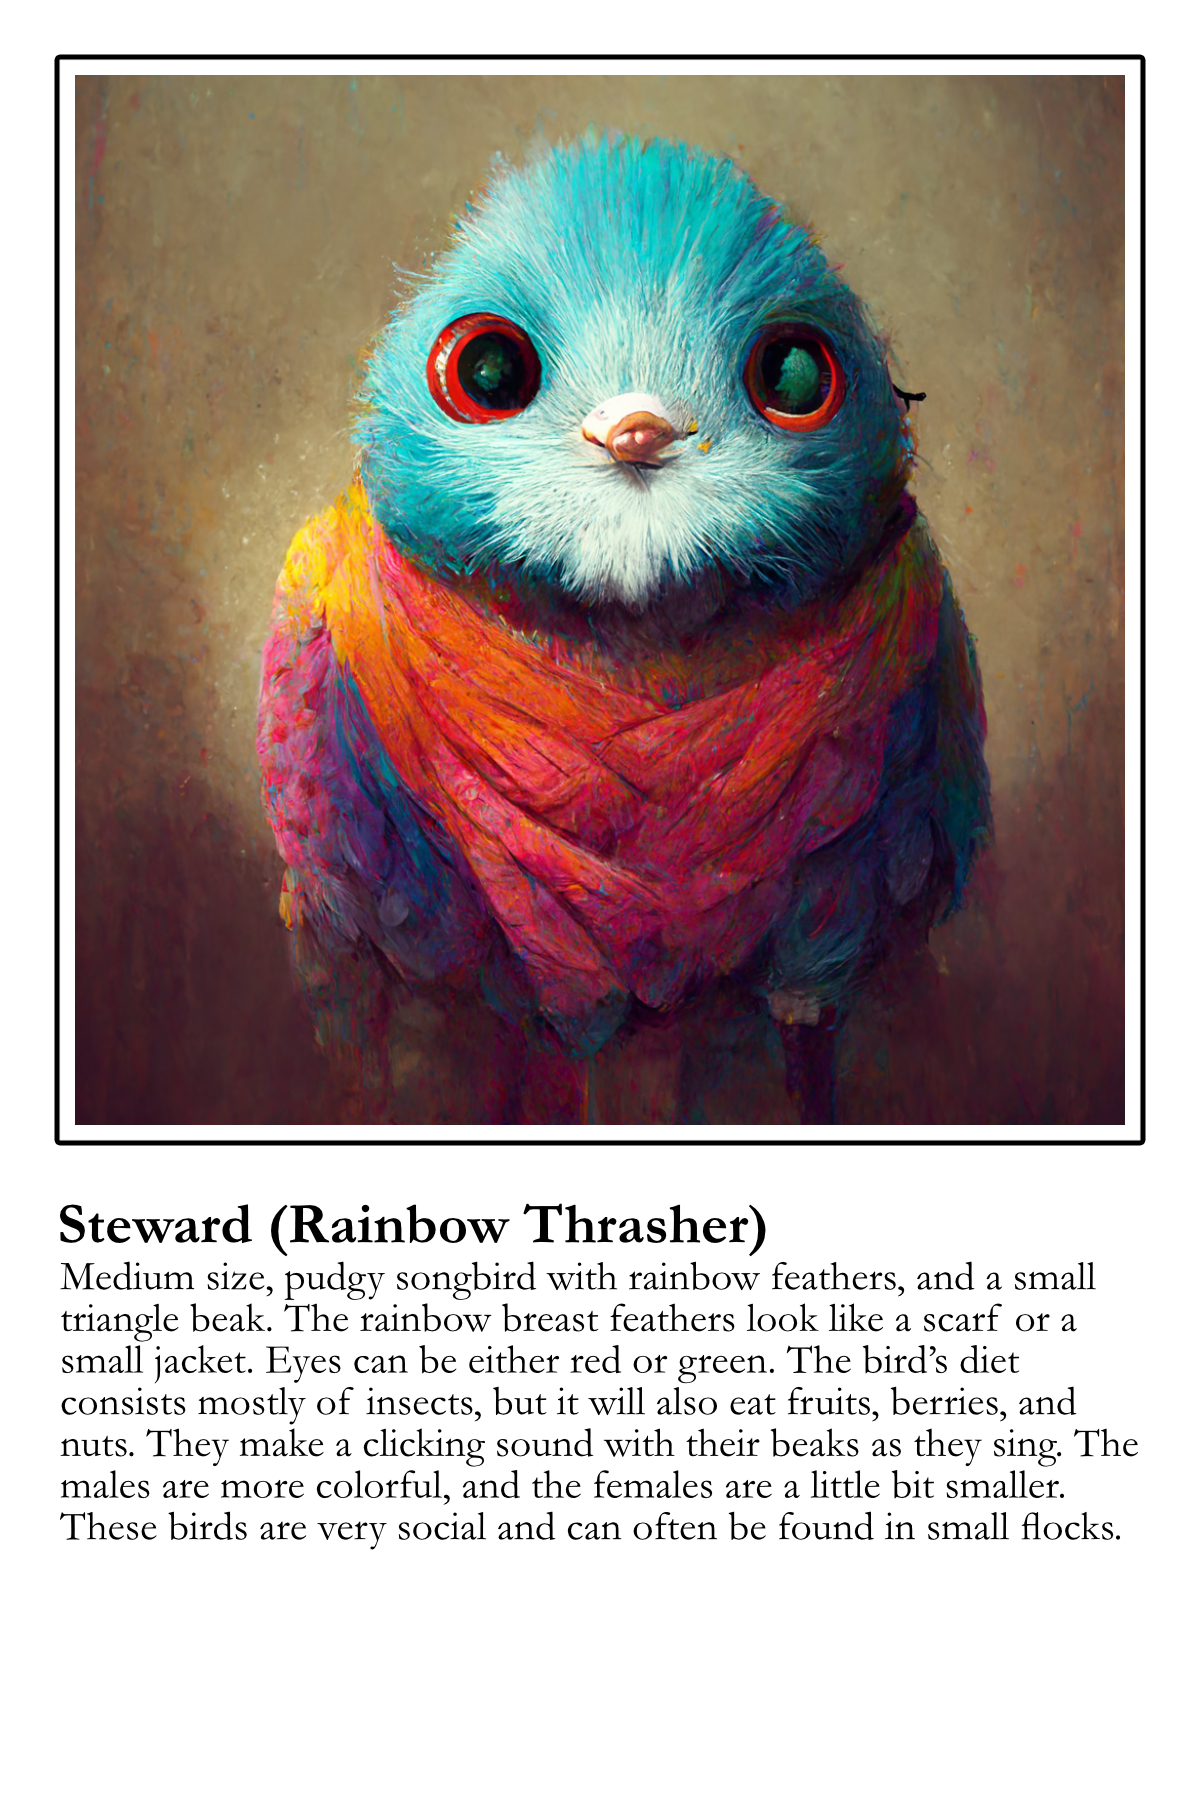 Steward (Rainbow Thrasher)
Medium size, pudgy songbird with rainbow feathers, and a small
triangle beak. The rainbow breast feathers look like a scarf or a
small jacket. Eyes can be either red or green. The bird’s diet
consists mostly of insects, but it will also eat fruits, berries, and
nuts. They make a clicking sound with their beaks as they sing. The
males are more colorful, and the females are a little bit smaller.
These birds are very social and can often be found in small flocks.